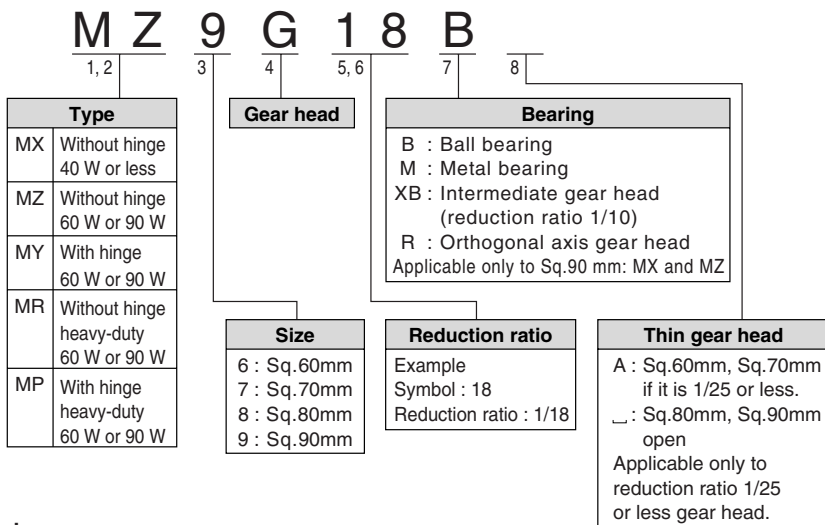 M Z 9 G 1 8 B
1, 2 3 4 5, 6 7 8
Type
MX Without hinge
40 W or less
MZ Without hinge
60 W or 90 W
MY With hinge
60 W or 90 W
MR Without hinge
heavy-duty
60 W or 90 W
MP With hinge
heavy-duty
60 W or 90 W
Gear head
Bearing
B : Ball bearing
M : Metal bearing
XB : Intermediate gear head
(reduction ratio 1/10)
R : Orthogonal axis gear head
Applicable only to Sq.90 mm: MX and MZ
Size
6 : Sq.60mm
7 : Sq.70mm
8 : Sq.80mm
9 : Sq.90mm
Reduction ratio
Example
Symbol : 18
Reduction ratio : 1/18
Thin gear head
A : Sq.60mm, Sq.70mm
if it is 1/25 or less.
⎵ : Sq.80mm, Sq.90mm
open
Applicable only to
reduction ratio 1/25
or less gear head.